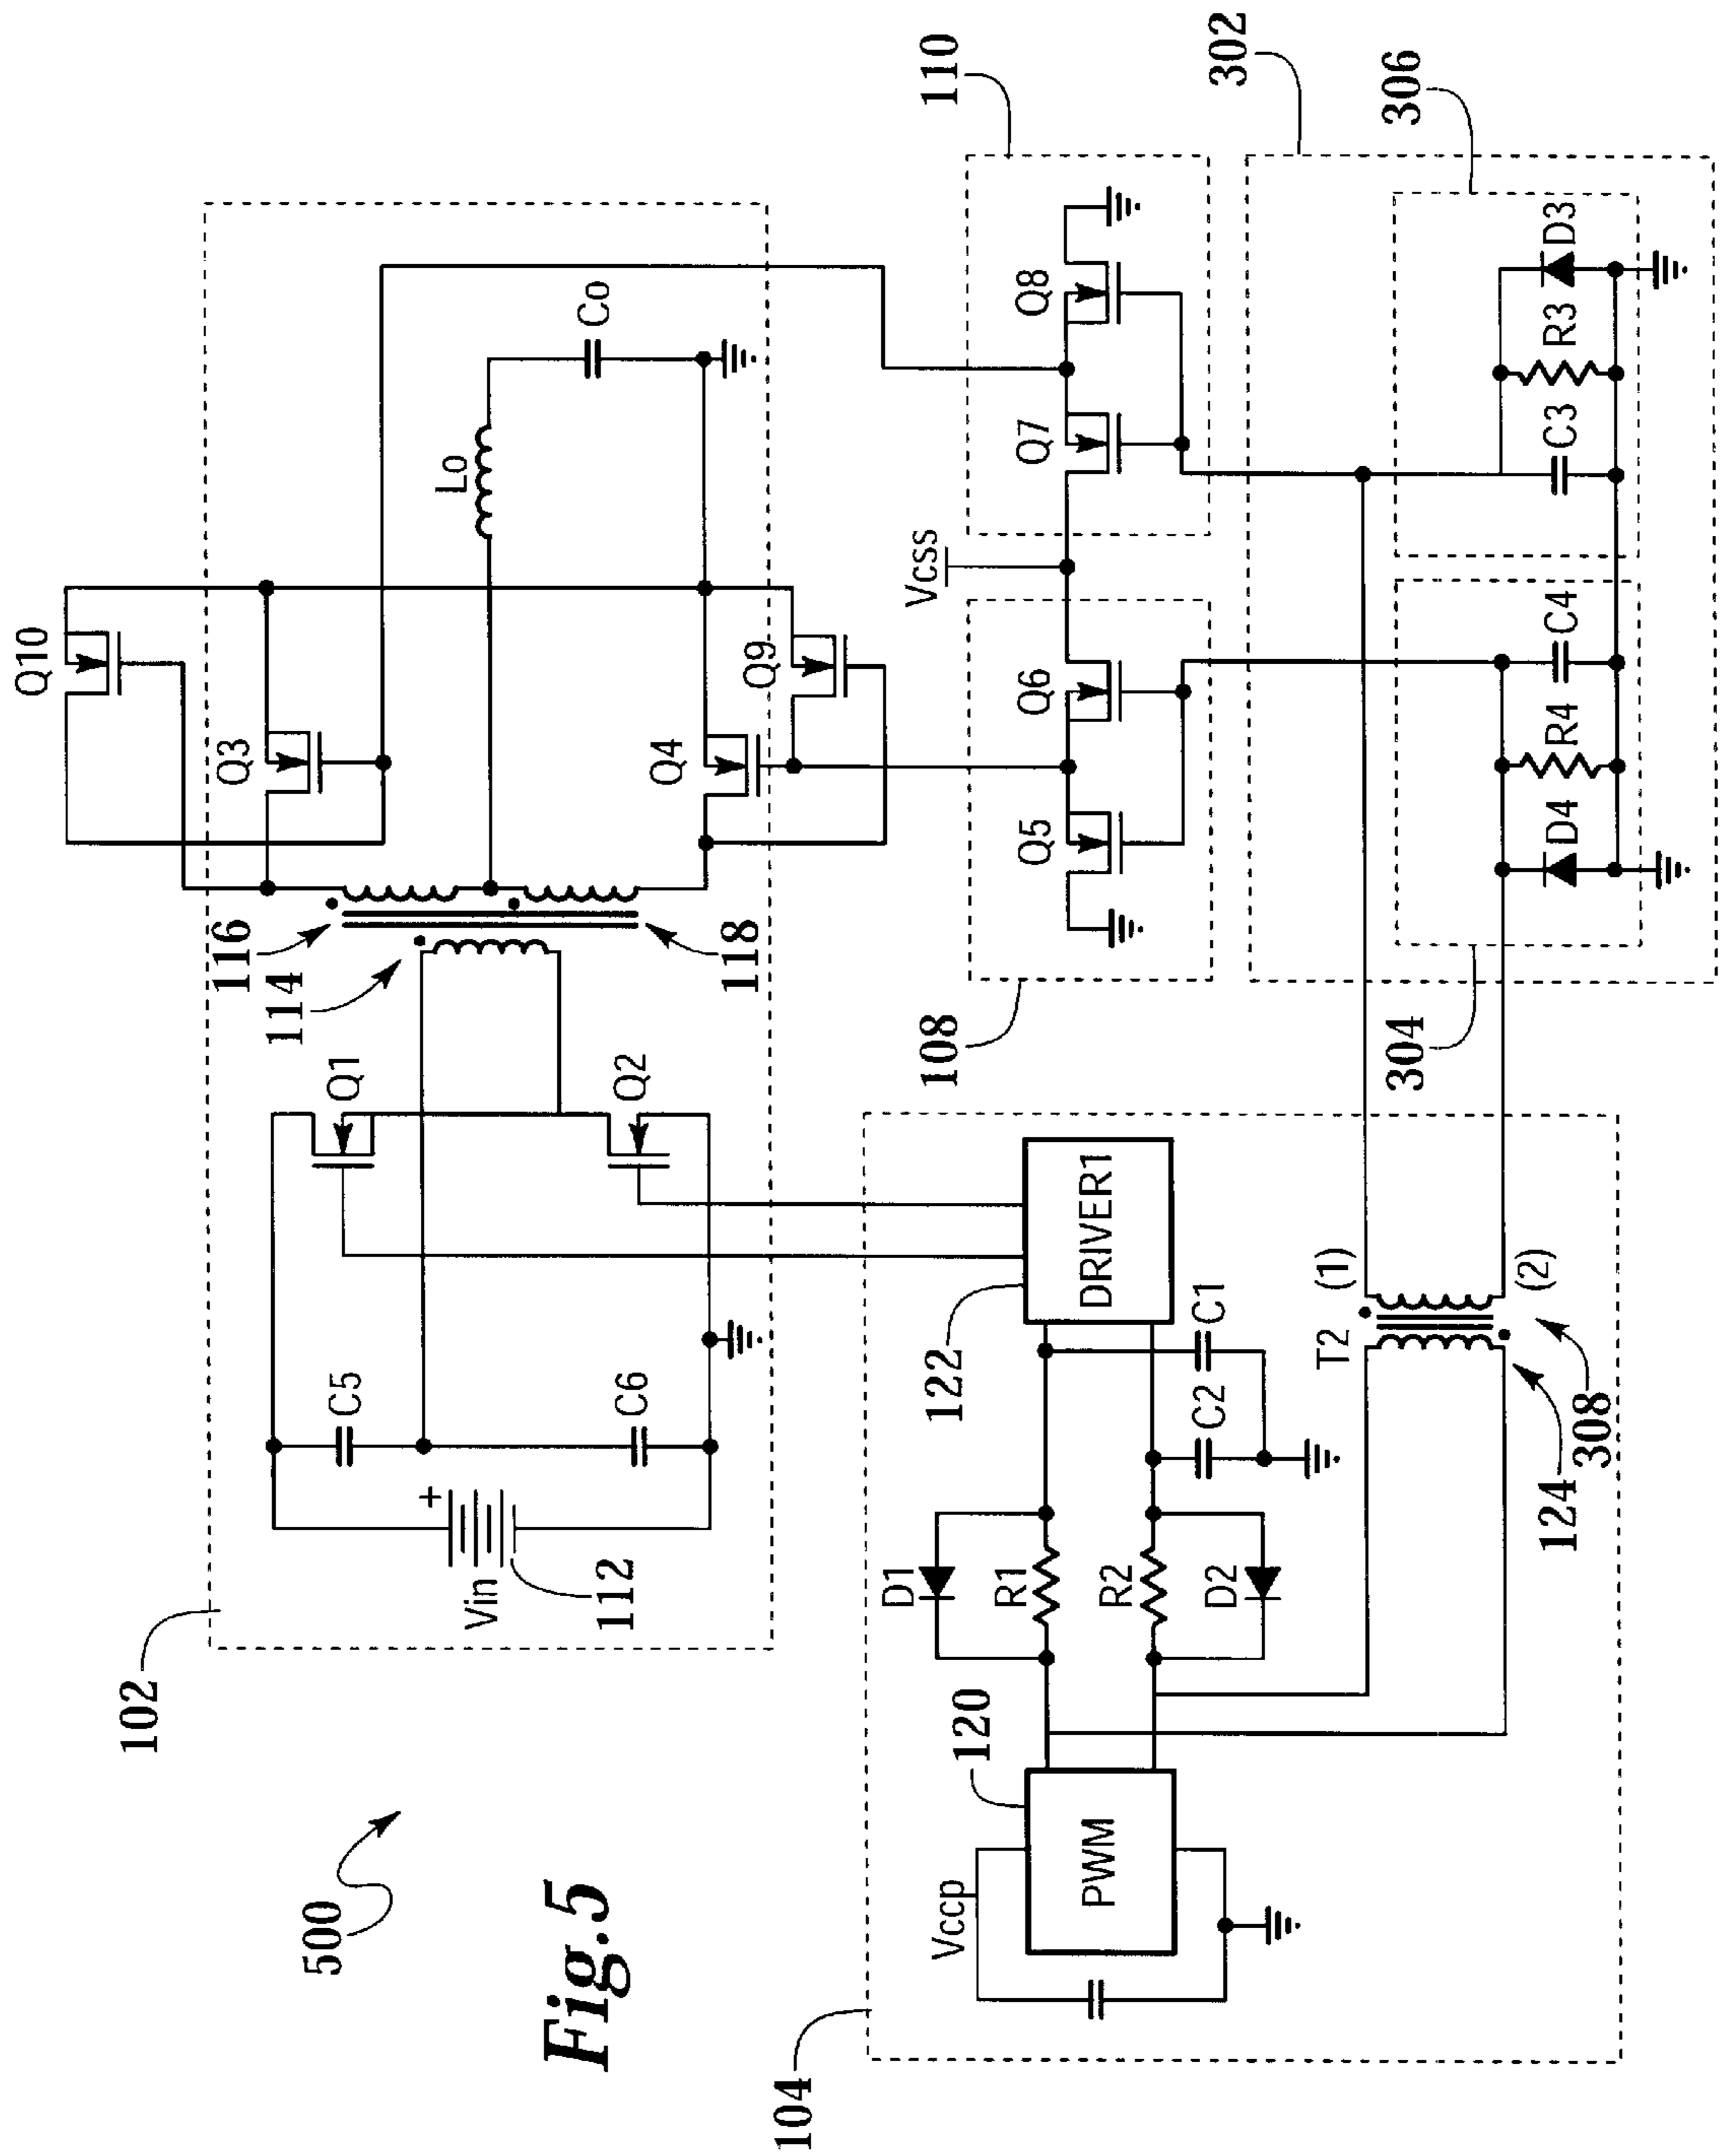 500
Fig.5
102
104
Vin
+
112
C5
C6
Q1
Q2
114
116
118
Q10
Q3
Q4
Q9
Lo
Co
Vccp
120
PWM
D1
R1
R2
D2
C2
C1
122
DRIVER1
T2
(1)
(2)
124
308
108
Q5
Q6
Vcss
Q7
Q8
110
302
304
D4
R4
C4
306
C3
R3
D3